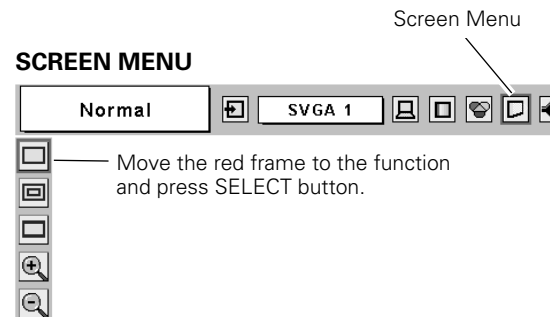 Screen Menu
SCREEN MENU
Normal
SVGA 1
Move the red frame to the function
and press SELECT button.